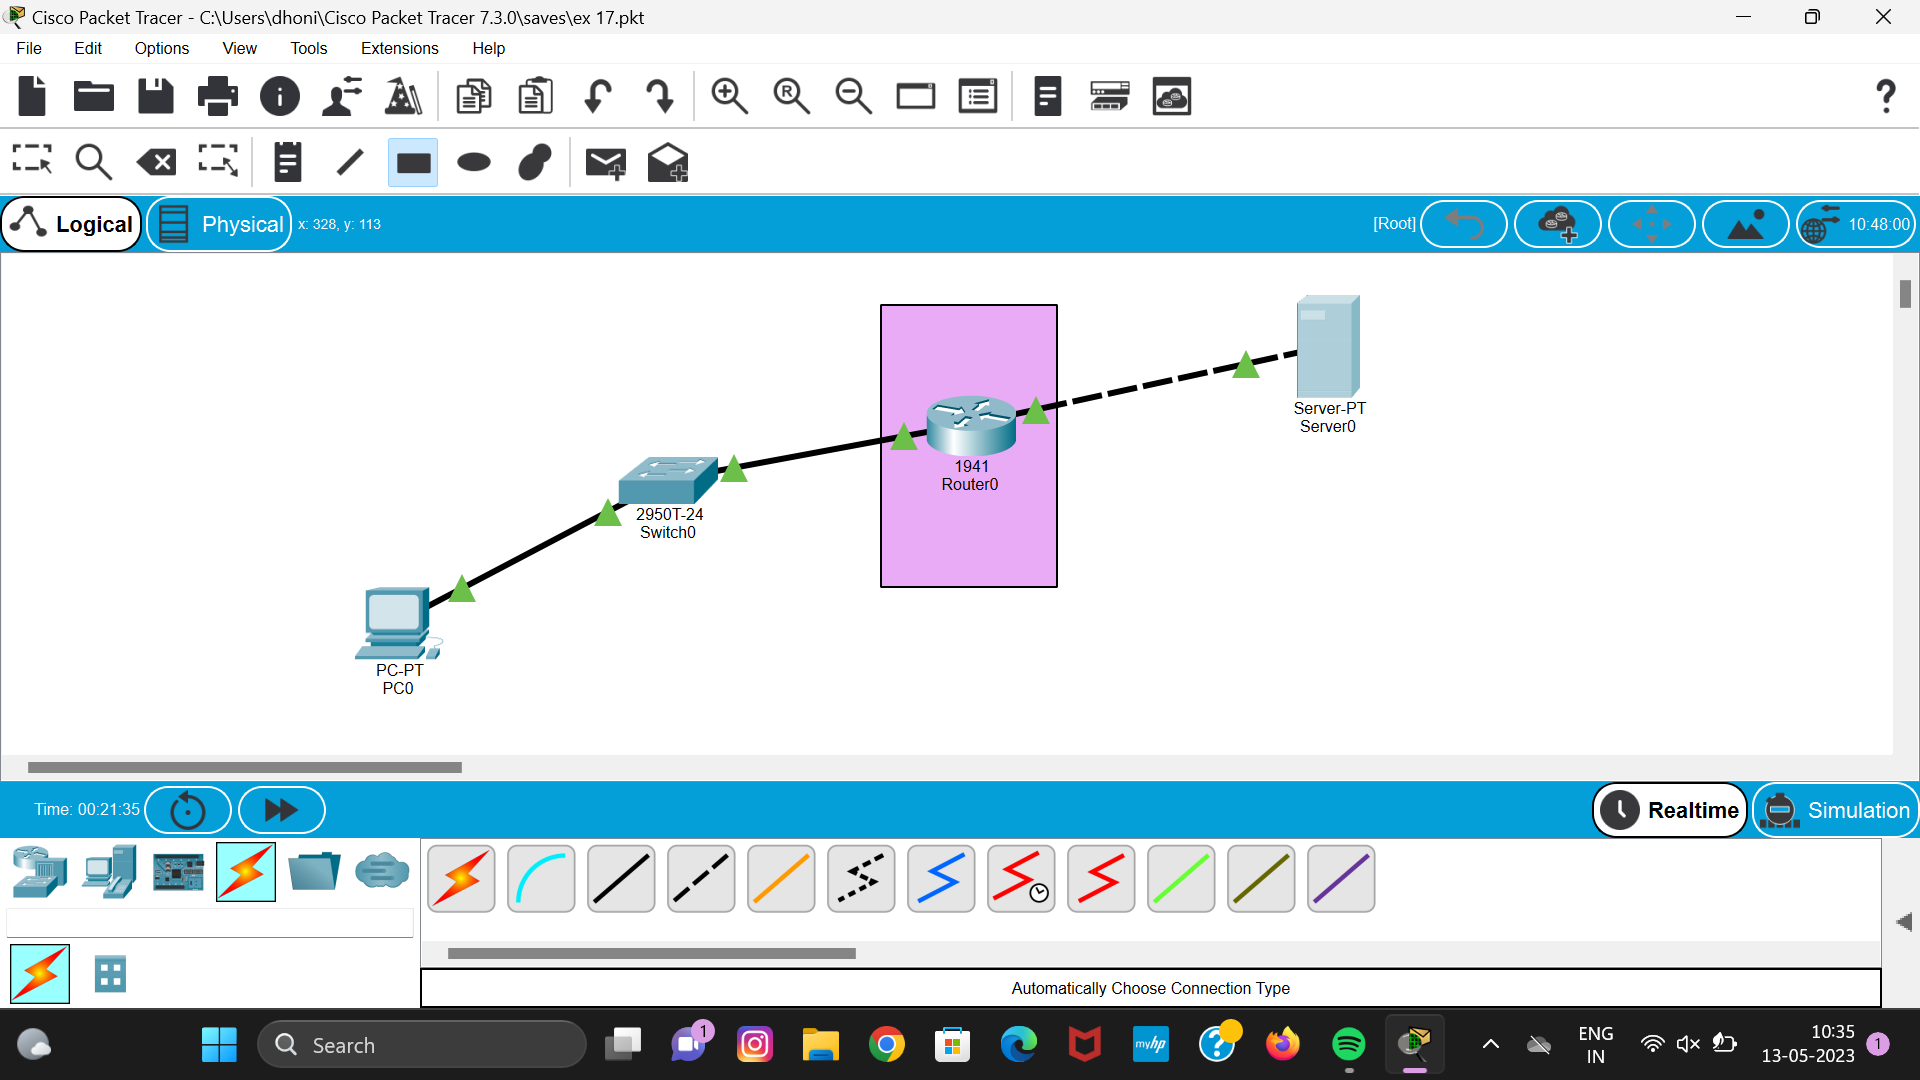 Cisco Packet Tracer - C:\Users\dhoni\Cisco Packet Tracer 7.3.0\saves\ex 17.pkt
File Edit Options View Tools Extensions Help
R
?
Logical Physical x: 328, y: 113 [Root] 10:48:00
Server-PT
Server0
1941
Router0
2950T-24
Switch0
PC-PT
PC0
Time: 00:21:35 Realtime Simulation
Automatically Choose Connection Type
Search 1 myhp ? ENG
IN 10:35
13-05-2023 1